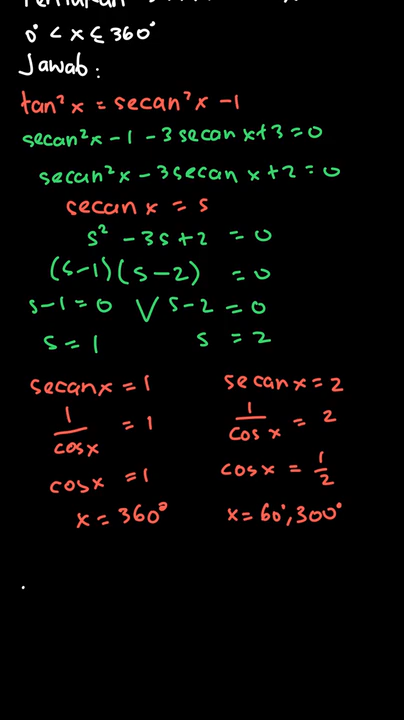 0° < x ≤ 360°
Jawab :
tan²x = secan²x - 1
secan²x - 1 - 3 secan x + 3 = 0
secan²x - 3 secan x + 2 = 0
secan x = s
s² - 3s + 2 = 0
(s-1)(s-2) = 0
s-1 = 0 ∨ s-2 = 0
s = 1 s = 2
secan x = 1 secan x = 2
1/cos x = 1 1/cos x = 2
cos x = 1 cos x = 1/2
x = 360° x = 60°, 300°